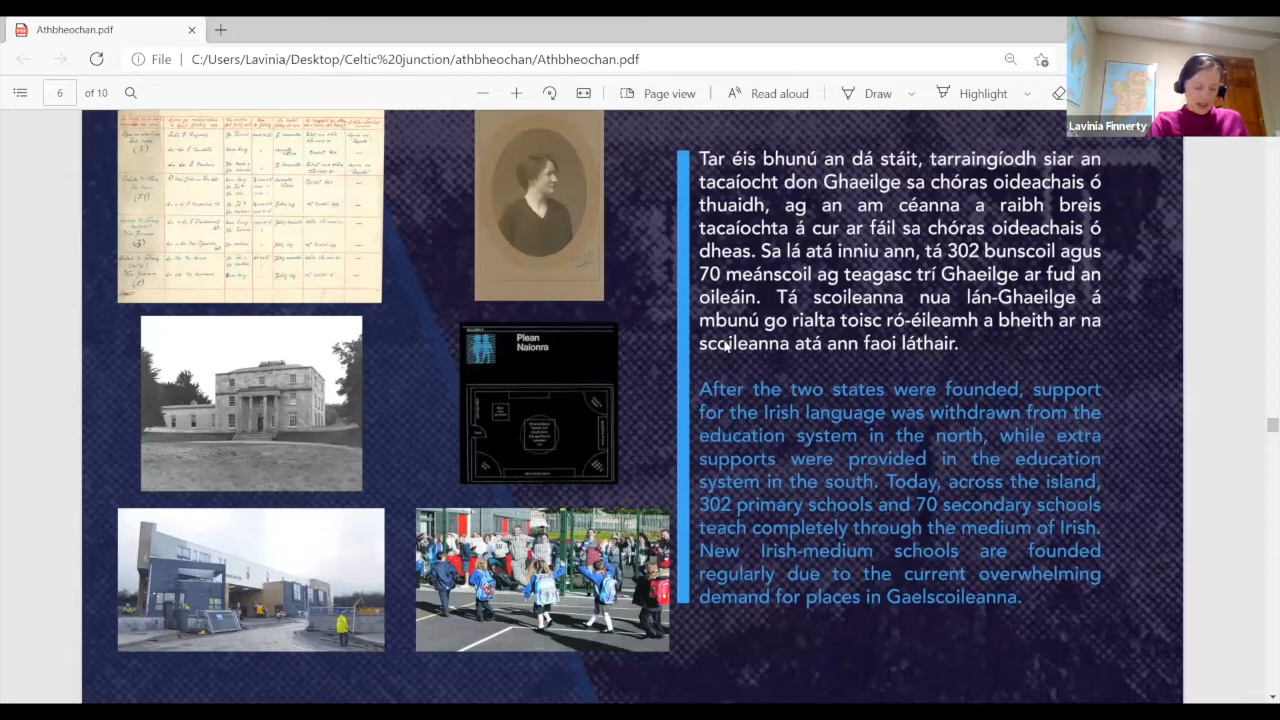 Athbheochan.pdf
File
C:/Users/Lavinia/Desktop/Celtic%20junction/athbheochan/Athbheochan.pdf
6 of 10
Page view
Read aloud
Draw
Highlight
Lavinia Finnerty
Tar éis bhunú an dá stáit, tarraingíodh siar an
tacaíocht don Ghaeilge sa chóras oideachais ó
thuaidh, ag an am céanna a raibh breis
tacaíochta á cur ar fáil sa chóras oideachais ó
dheas. Sa lá atá inniu ann, tá 302 bunscoil agus
70 meánscoil ag teagasc trí Ghaeilge ar fud an
oileáin. Tá scoileanna nua lán-Ghaeilge á
mbunú go rialta toisc ró-éileamh a bheith ar na
scoileanna atá ann faoi láthair.
After the two states were founded, support
for the Irish language was withdrawn from the
education system in the north, while extra
supports were provided in the education
system in the south. Today, across the island,
302 primary schools and 70 secondary schools
teach completely through the medium of Irish.
New Irish-medium schools are founded
regularly due to the current overwhelming
demand for places in Gaelscoileanna.
Plean
Naíonra